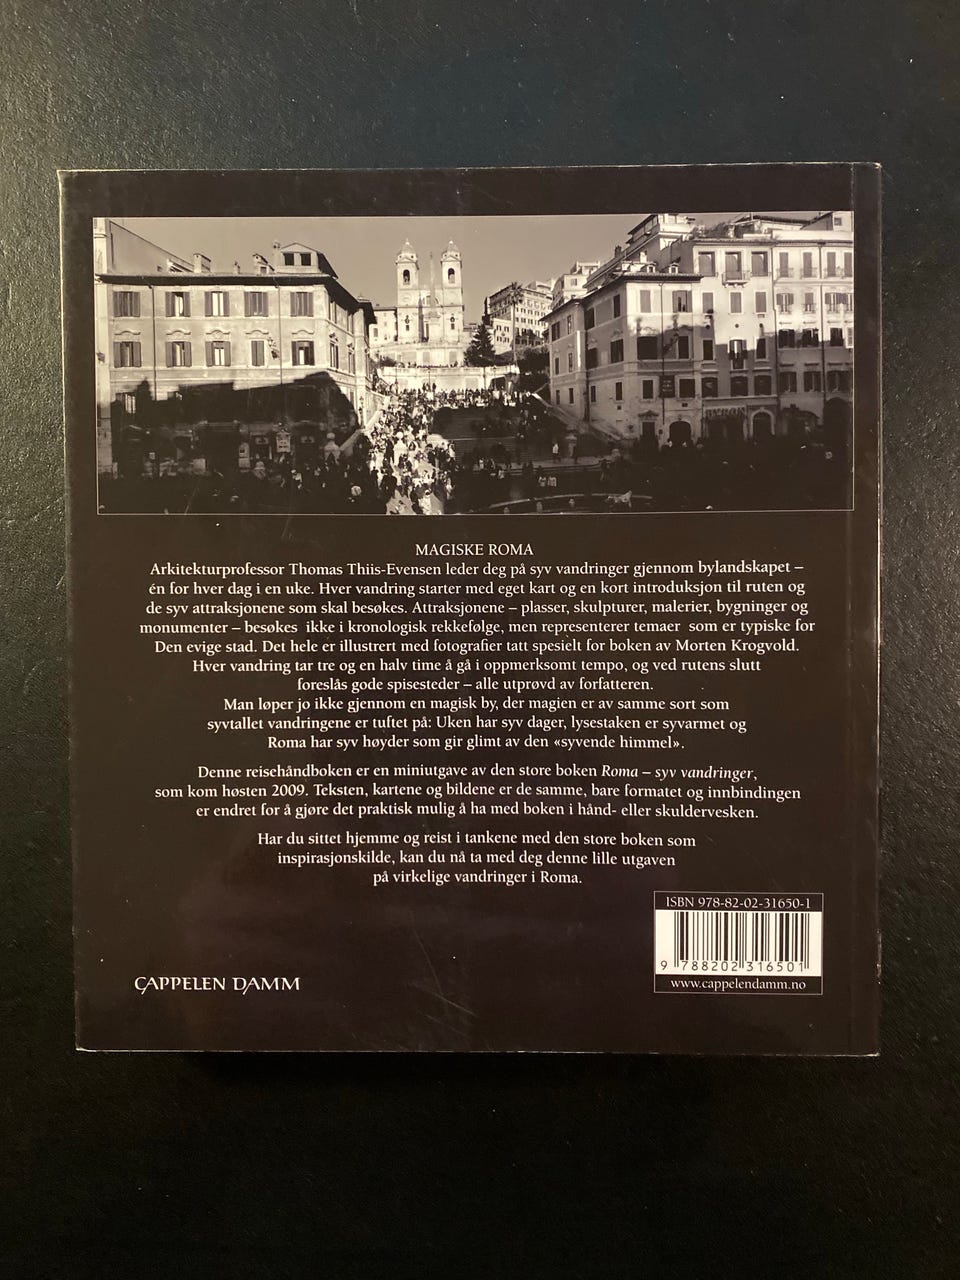 MAGISKE ROMA
Arkitekturprofessor Thomas Thiis-Evensen leder deg på syv vandringer gjennom bylandskapet –
én for hver dag i en uke. Hver vandring starter med eget kart og en kort introduksjon til ruten og
de syv attraksjonene som skal besøkes. Attraksjonene – plasser, skulpturer, malerier, bygninger og
monumenter – besøkes ikke i kronologisk rekkefølge, men representerer temaer som er typiske for
Den evige stad. Det hele er illustrert med fotografier tatt spesielt for boken av Morten Krogvold.
Hver vandring tar tre og en halv time å gå i oppmerksomt tempo, og ved rutens slutt
foreslås gode spisesteder – alle utprøvd av forfatteren.
Man løper jo ikke gjennom en magisk by, der magien er av samme sort som
syvtallet vandringene er tuftet på: Uken har syv dager, lysestaken er syvarmet og
Roma har syv høyder som gir glimt av den «syvende himmel».
Denne reisehåndboken er en miniutgave av den store boken Roma – syv vandringer,
som kom høsten 2009. Teksten, kartene og bildene er de samme, bare formatet og innbindingen
er endret for å gjøre det praktisk mulig å ha med boken i hånd- eller skuldervesken.
Har du sittet hjemme og reist i tankene med den store boken som
inspirasjonskilde, kan du nå ta med deg denne lille utgaven
på virkelige vandringer i Roma.
ISBN 978-82-02-31650-1
9 788202 316501
www.cappelendamm.no
CAPPELEN DAMM